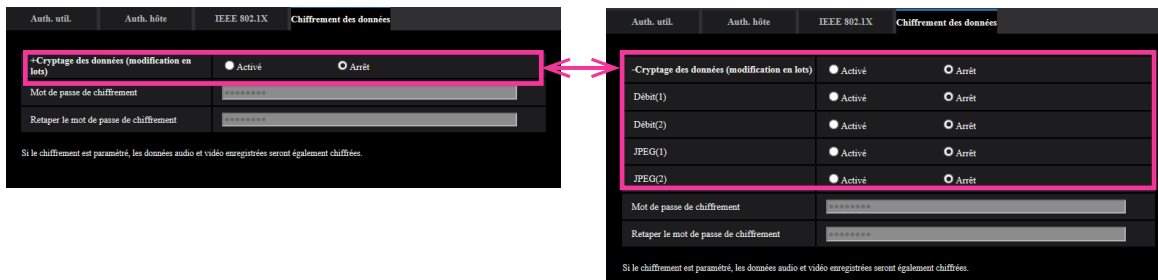 Auth. util. Auth. hôte IEEE 802.1X Chiffrement des données
+Cryptage des données (modification en
lots) Activé Arrêt
Mot de passe de chiffrement ••••••••
Retaper le mot de passe de chiffrement ••••••••
Si le chiffrement est paramétré, les données audio et vidéo enregistrées seront également chiffrées.
Auth. util. Auth. hôte IEEE 802.1X Chiffrement des données
-Cryptage des données (modification en lots) Activé Arrêt
Débit(1) Activé Arrêt
Débit(2) Activé Arrêt
JPEG(1) Activé Arrêt
JPEG(2) Activé Arrêt
Mot de passe de chiffrement ••••••••
Retaper le mot de passe de chiffrement ••••••••
Si le chiffrement est paramétré, les données audio et vidéo enregistrées seront également chiffrées.